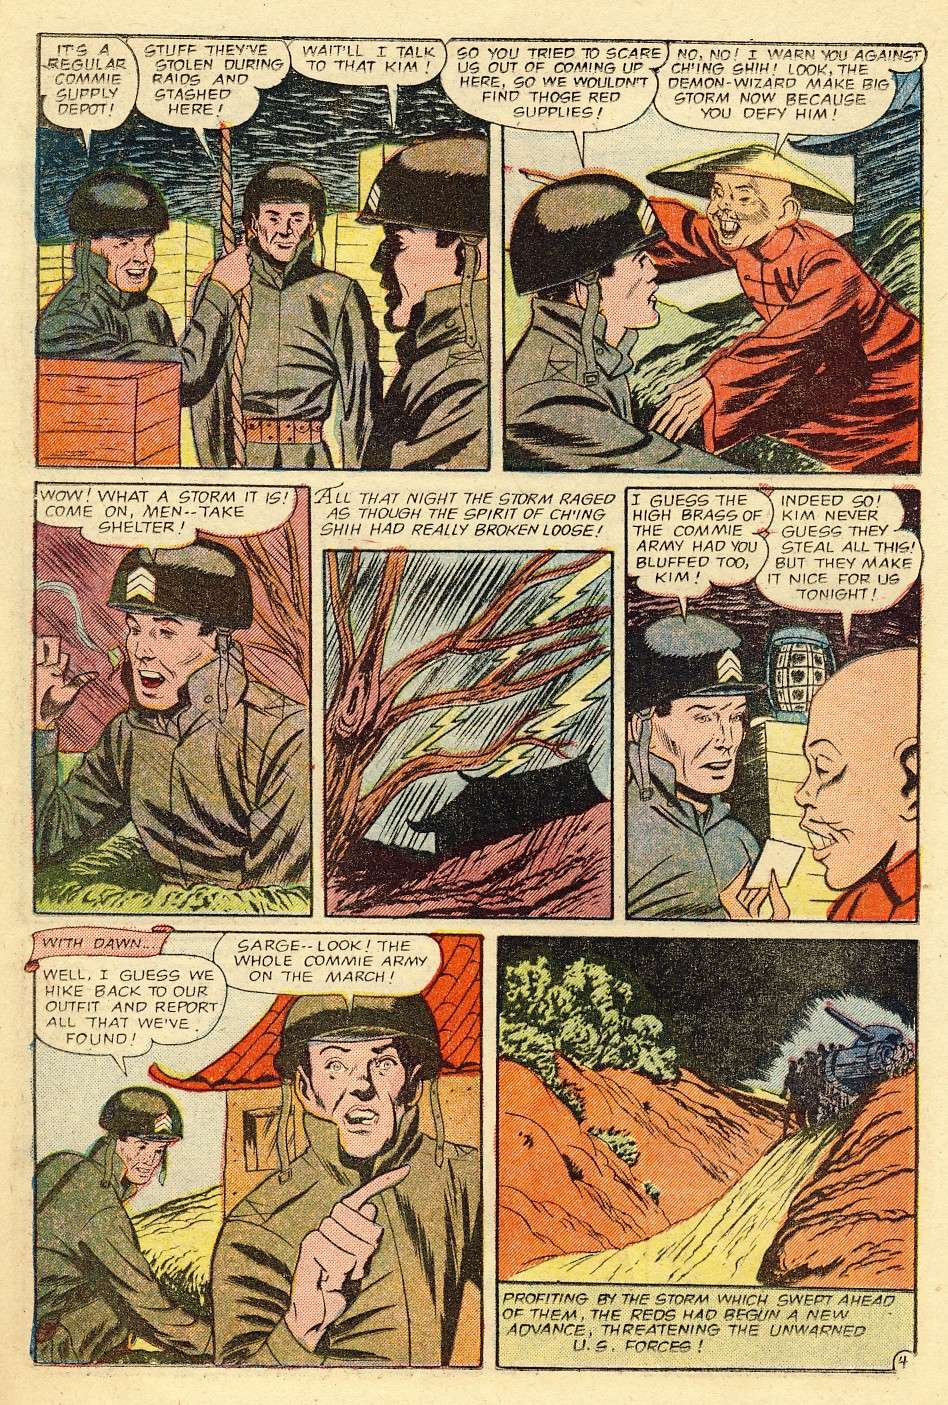 IT'S A
REGULAR
COMMIE
SUPPLY
DEPOT!
STUFF THEY'VE
STOLEN DURING
RAIDS AND
STASHED
HERE!
WAIT'LL I TALK
TO THAT KIM!
SO YOU TRIED TO SCARE
US OUT OF COMING UP
HERE, SO WE WOULDN'T
FIND THOSE RED
SUPPLIES!
NO, NO! I WARN YOU AGAINST
CH'ING SHIH! LOOK, THE
DEMON-WIZARD MAKE BIG
STORM NOW BECAUSE
YOU DEFY HIM!
WOW! WHAT A STORM IT IS!
COME ON, MEN--TAKE
SHELTER!
ALL THAT NIGHT THE STORM RAGED
AS THOUGH THE SPIRIT OF CH'ING
SHIH HAD REALLY BROKEN LOOSE!
I GUESS THE
HIGH BRASS OF
THE COMMIE
ARMY HAD YOU
BLUFFED TOO,
KIM!
INDEED SO!
KIM NEVER
GUESS THEY
STEAL ALL THIS!
BUT THEY MAKE
IT NICE FOR US
TONIGHT!
WITH DAWN...
WELL, I GUESS WE
HIKE BACK TO OUR
OUTFIT AND REPORT
ALL THAT WE'VE
FOUND!
SARGE--LOOK! THE
WHOLE COMMIE ARMY
ON THE MARCH!
PROFITING BY THE STORM WHICH SWEPT AHEAD
OF THEM, THE REDS HAD BEGUN A NEW
ADVANCE, THREATENING THE UNWARNED
U.S. FORCES!
4